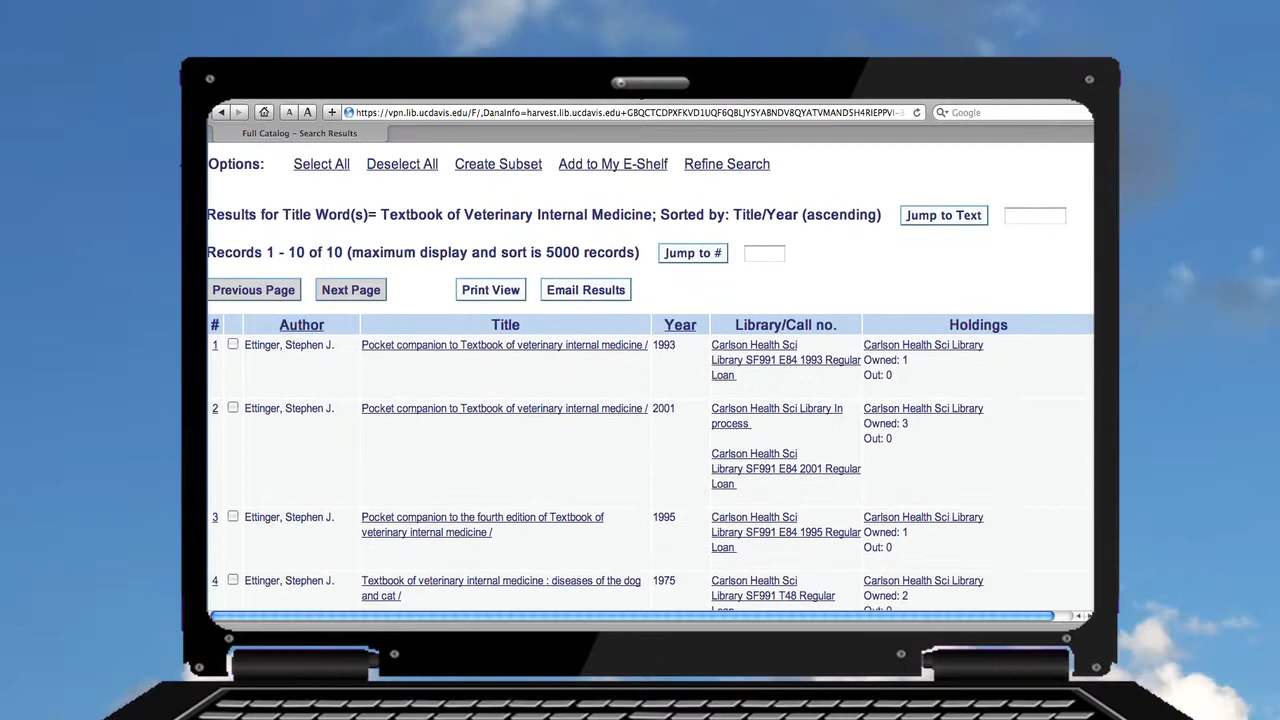 https://vpn.lib.ucdavis.edu/F/,DanaInfo=harvest.lib.ucdavis.edu+
Google
Full Catalog – Search Results
Options: Select All Deselect All Create Subset Add to My E-Shelf Refine Search
Results for Title Word(s)= Textbook of Veterinary Internal Medicine; Sorted by: Title/Year (ascending) Jump to Text
Records 1 - 10 of 10 (maximum display and sort is 5000 records) Jump to #
Previous Page Next Page Print View Email Results
# Author Title Year Library/Call no. Holdings
1 Ettinger, Stephen J. Pocket companion to Textbook of veterinary internal medicine / 1993 Carlson Health Sci Carlson Health Sci Library
Library SF991 E84 1993 Regular Owned: 1
Loan Out: 0
2 Ettinger, Stephen J. Pocket companion to Textbook of veterinary internal medicine / 2001 Carlson Health Sci Library In Carlson Health Sci Library
process Owned: 3
Out: 0
Carlson Health Sci
Library SF991 E84 2001 Regular
Loan
3 Ettinger, Stephen J. Pocket companion to the fourth edition of Textbook of 1995 Carlson Health Sci Carlson Health Sci Library
veterinary internal medicine / Library SF991 E84 1995 Regular Owned: 1
Loan Out: 0
4 Ettinger, Stephen J. Textbook of veterinary internal medicine : diseases of the dog 1975 Carlson Health Sci Carlson Health Sci Library
and cat / Library SF991 T48 Regular Owned: 2